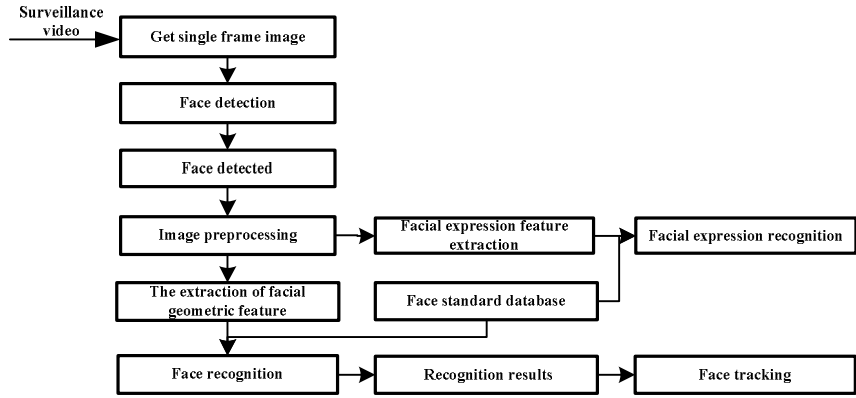 Surveillance
video
Get single frame image
Face detection
Face detected
Image preprocessing
Facial expression feature
extraction
Facial expression recognition
The extraction of facial
geometric feature
Face standard database
Face recognition
Recognition results
Face tracking